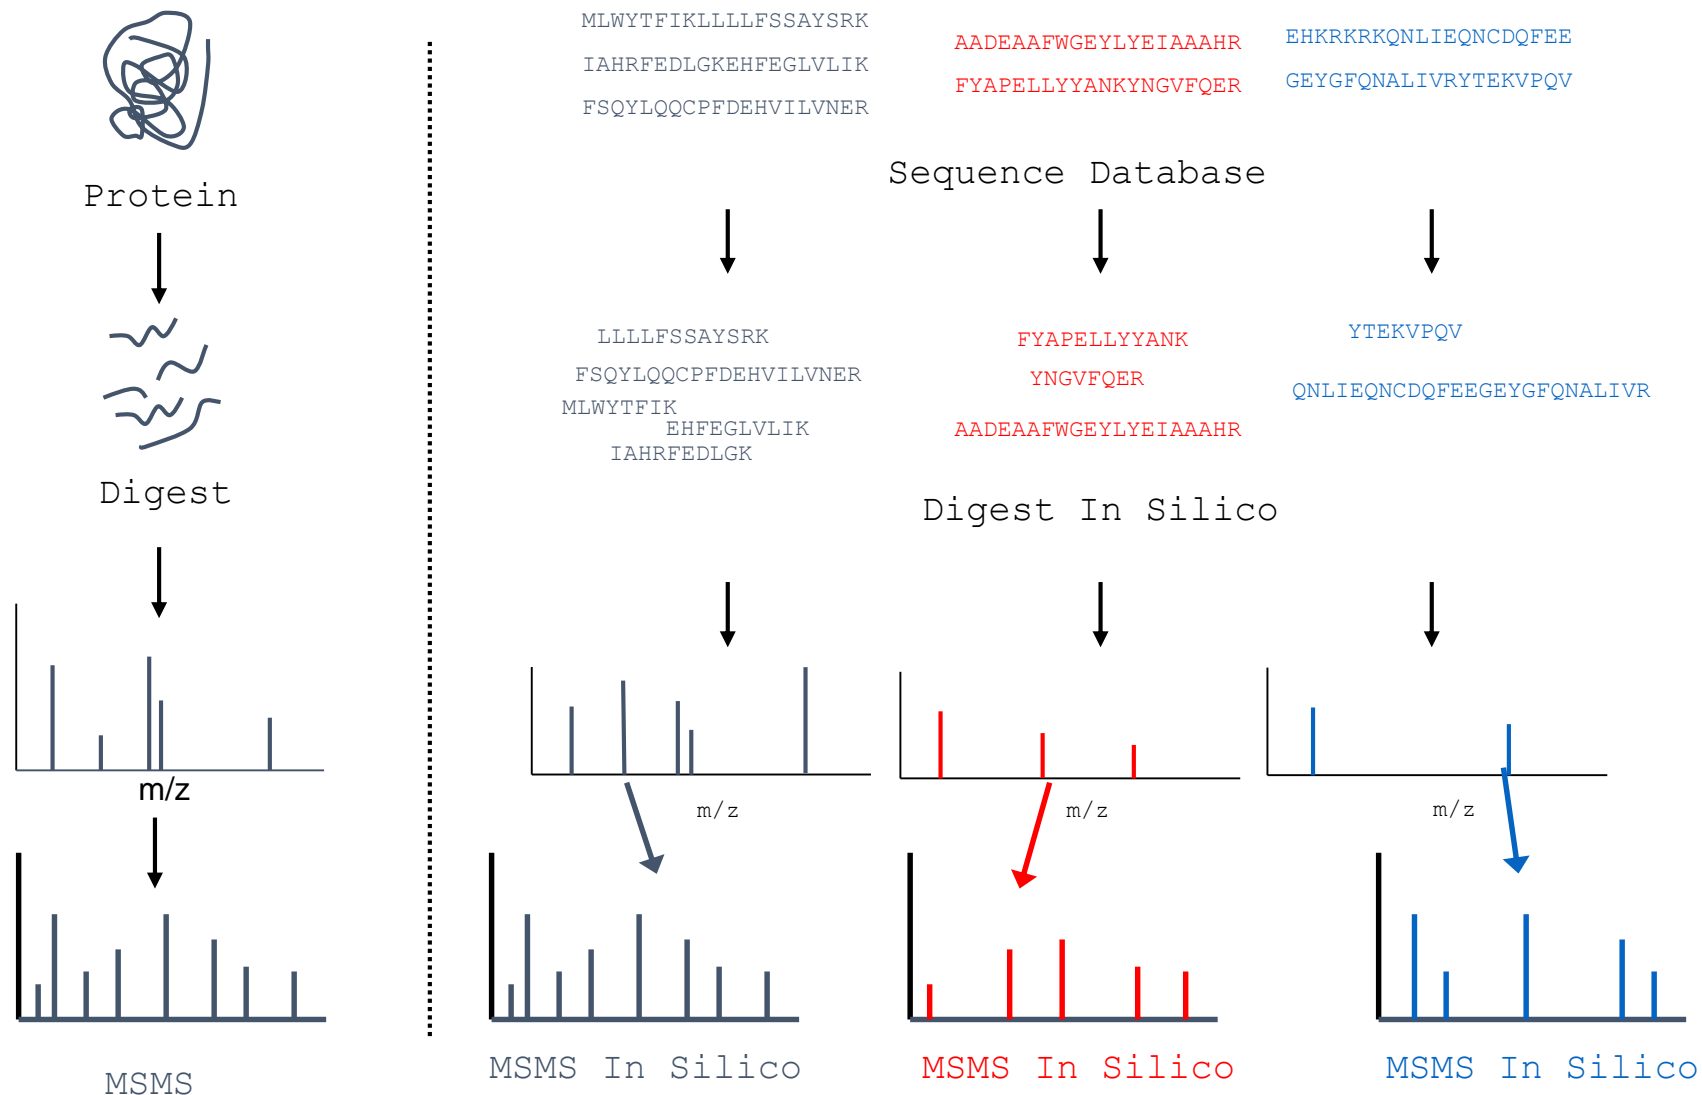 MLWYTFIKLLLLFSSAYSRK
IAHRFEDLGKEHFEGLVLIK
FSQYLQQCPFDEHVILVNER
AADEAAFWGEYLYEIAAAHR
FYAPELLYYANKYNGVFQER
EHKRKRKQNLIEQNCDQFEE
GEYGFQNALIVRYTEKVPQV
Sequence Database
Protein
LLLLFSSAYSRK
FSQYLQQCPFDEHVILVNER
MLWYTFIK
EHFEGLVLIK
IAHRFEDLGK
FYAPELLYYANK
YNGVFQER
AADEAAFWGEYLYEIAAAHR
YTEKVPQV
QNLIEQNCDQFEEGEYGFQNALIVR
Digest
Digest In Silico
m/z
m/z
m/z
m/z
MSMS
MSMS In Silico
MSMS In Silico
MSMS In Silico